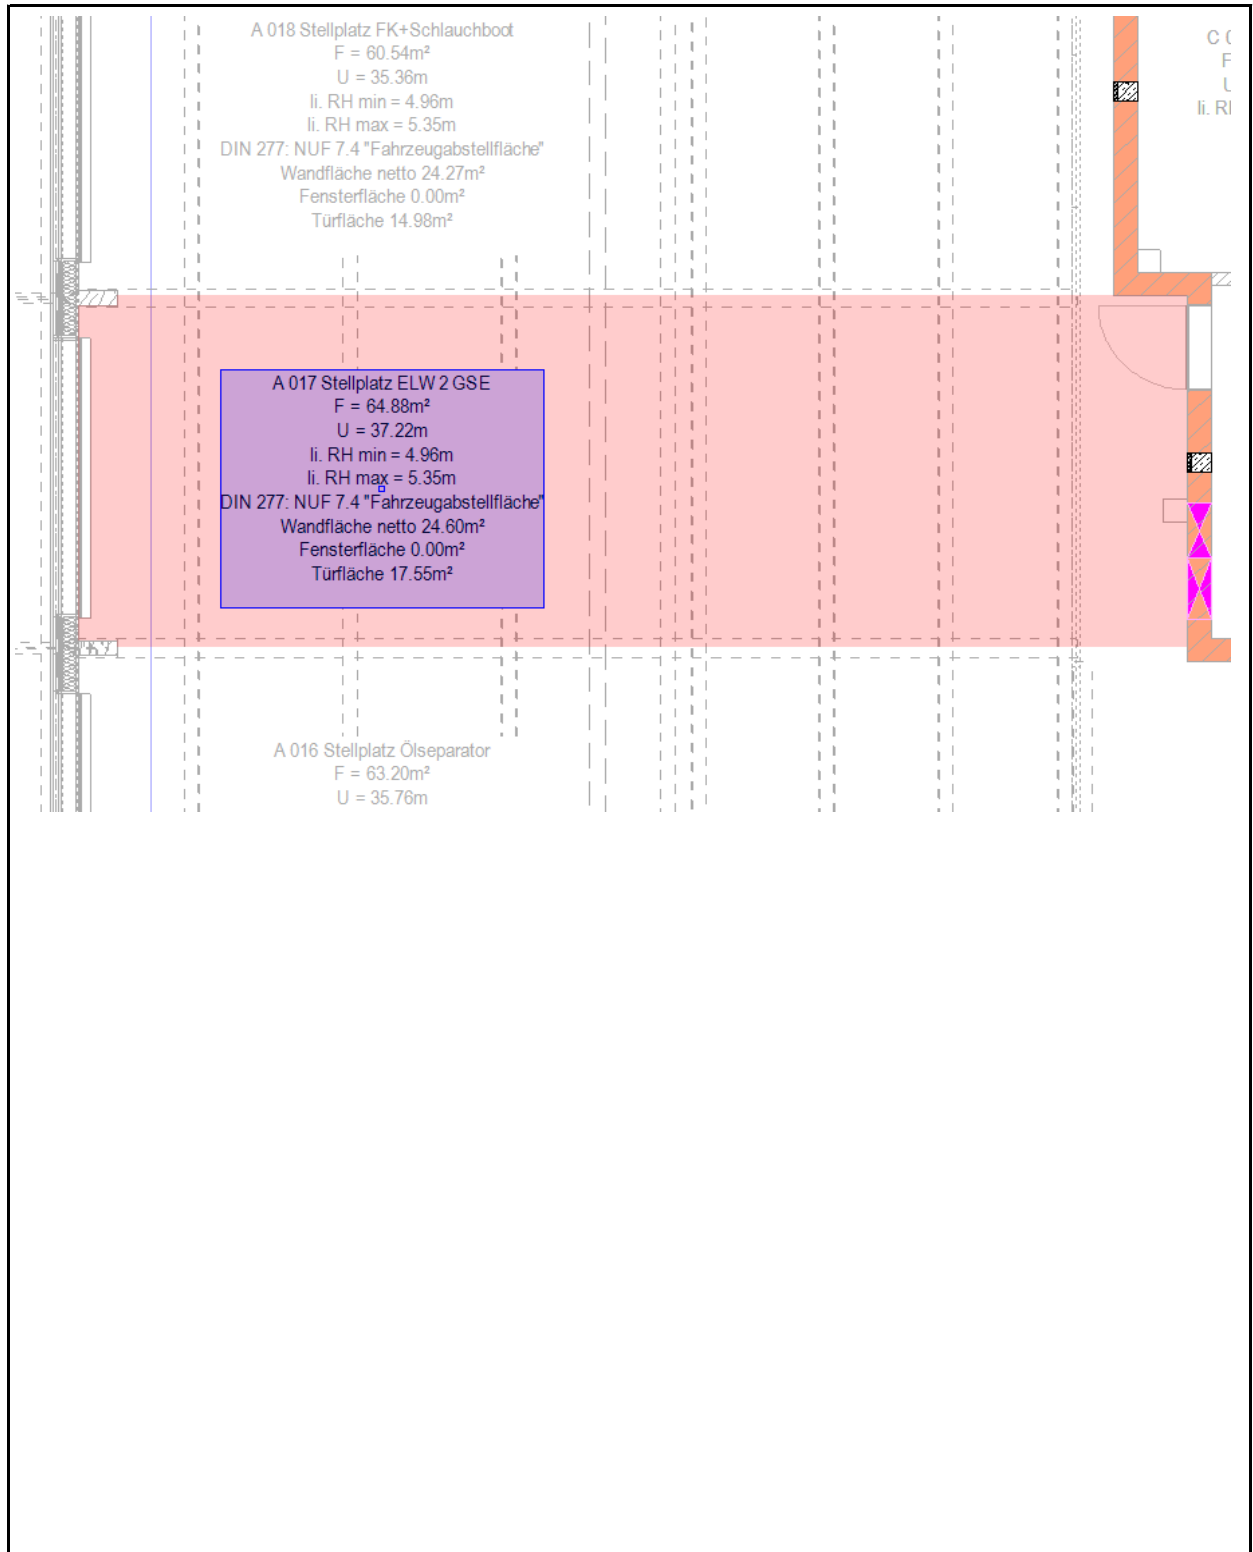 A 018 Stellplatz FK+Schlauchboot
F = 60.54m²
U = 35.36m
li. RH min = 4.96m
li. RH max = 5.35m
DIN 277: NUF 7.4 "Fahrzeugabstellfläche"
Wandfläche netto 24.27m²
Fensterfläche 0.00m²
Türfläche 14.98m²
C
F
li. R
A 017 Stellplatz ELW 2 GSE
F = 64.88m²
U = 37.22m
li. RH min = 4.96m
li. RH max = 5.35m
DIN 277: NUF 7.4 "Fahrzeugabstellfläche"
Wandfläche netto 24.60m²
Fensterfläche 0.00m²
Türfläche 17.55m²
A 016 Stellplatz Ölseparator
F = 63.20m²
U = 35.76m